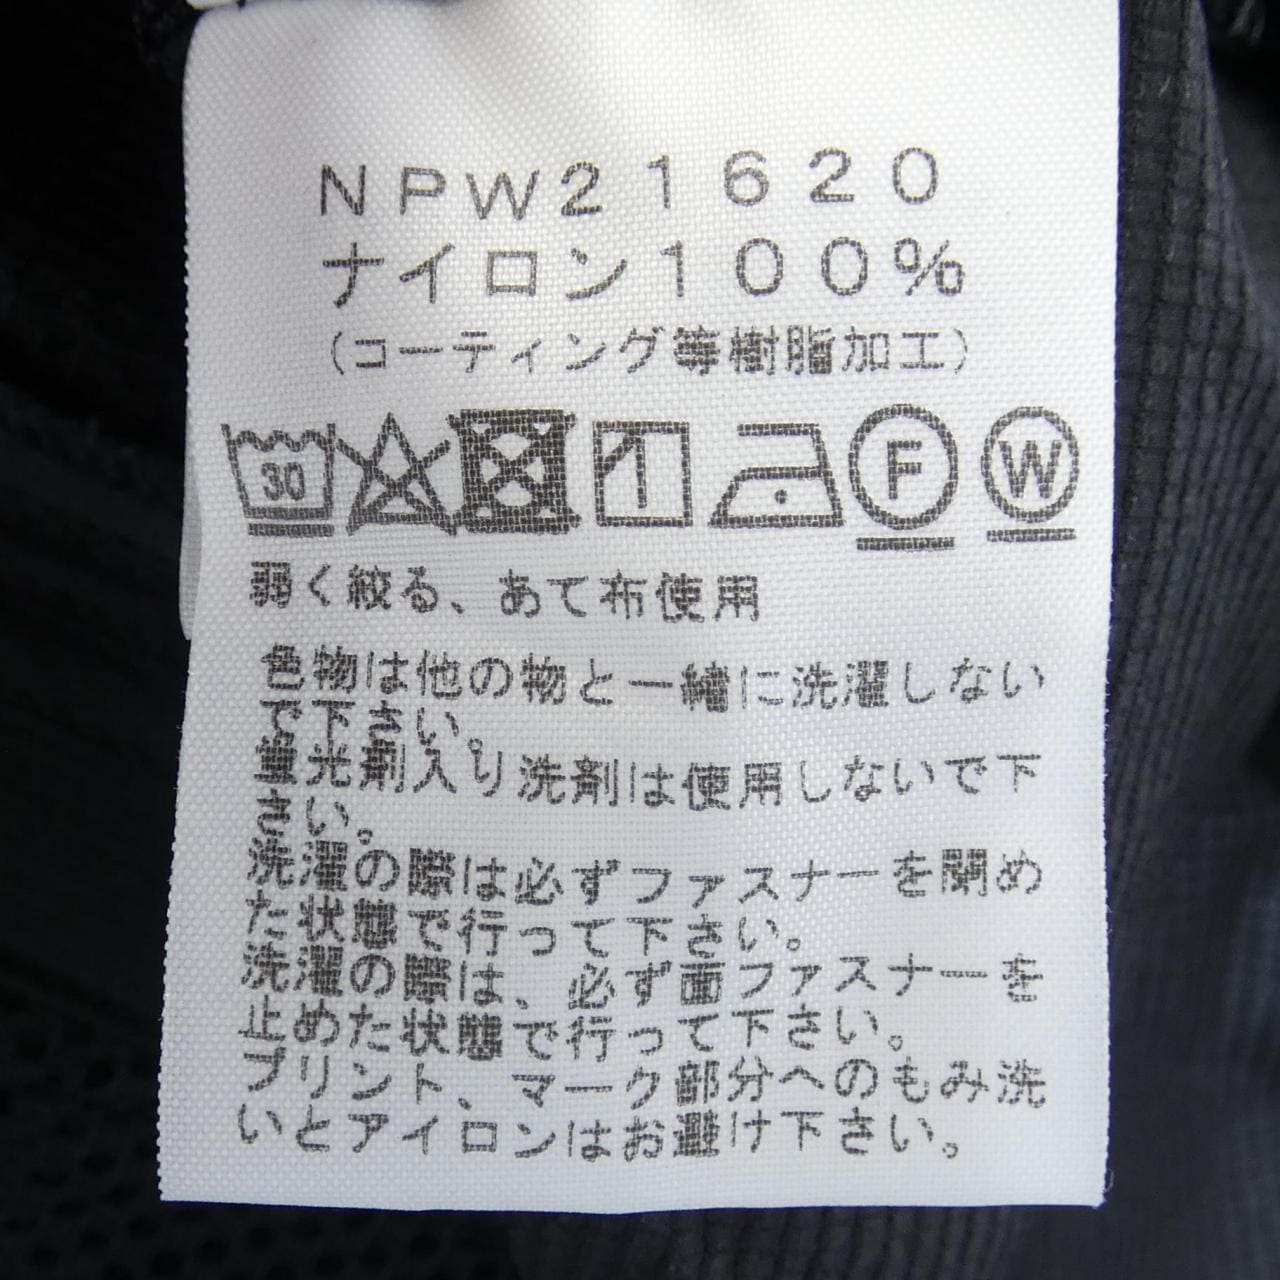 NPW21620
ナイロン100%
(コーティング等樹脂加工)
30 F W
弱く絞る、あて布使用
色物は他の物と一緒に洗濯しない
で下さい。
蛍光剤入り洗剤は使用しないで下
さい。
洗濯の際は必ずファスナーを閉め
た状態で行って下さい。
洗濯の際は、必ず面ファスナーを
止めた状態で行って下さい。
プリント、マーク部分へのもみ洗
いとアイロンはお避け下さい。